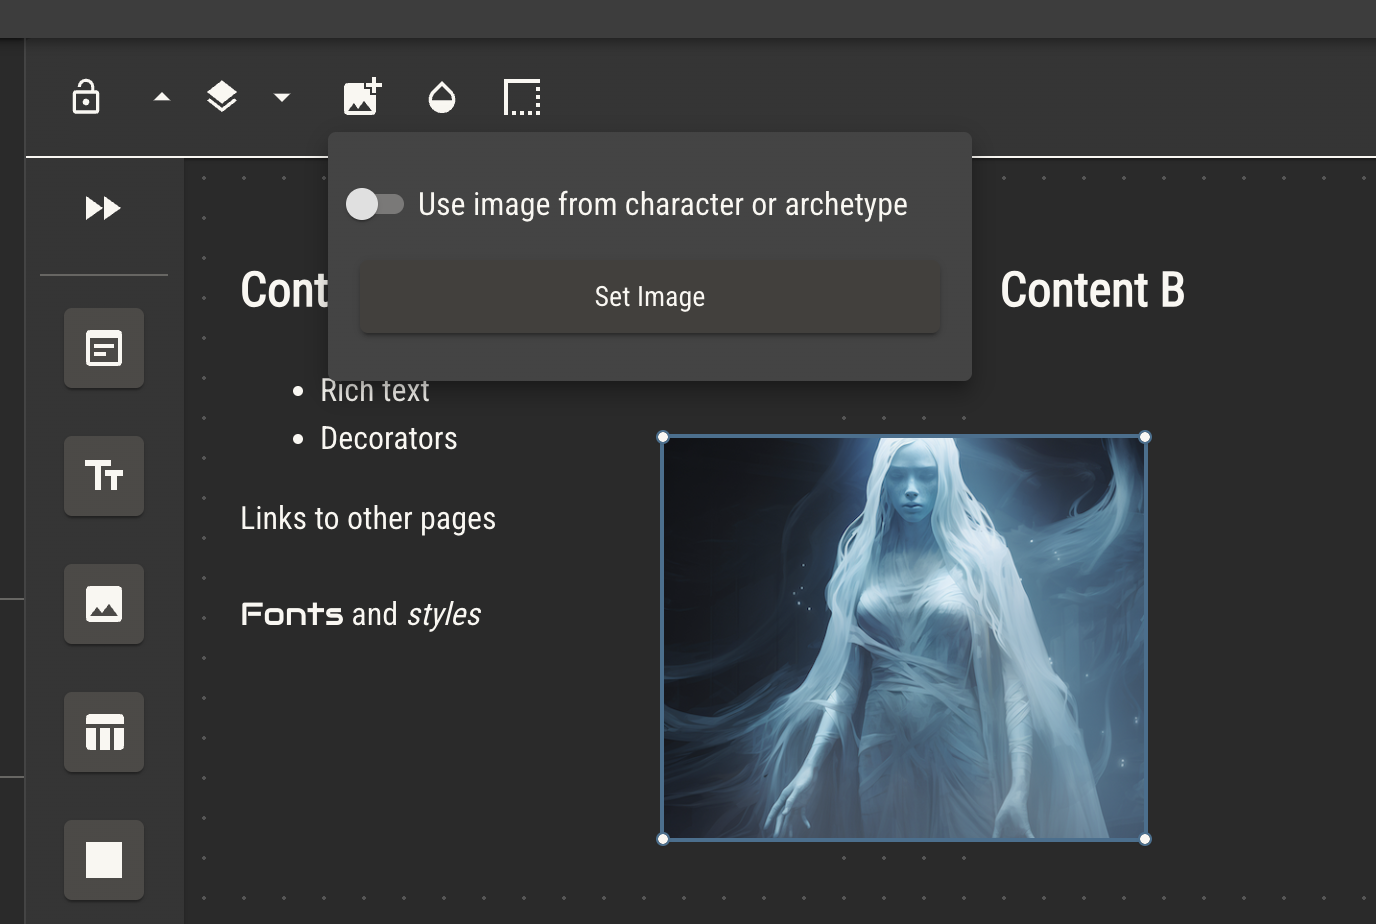 Use image from character or archetype
Set Image
Cont
Content B
Rich text
Decorators
Links to other pages
Fonts and styles